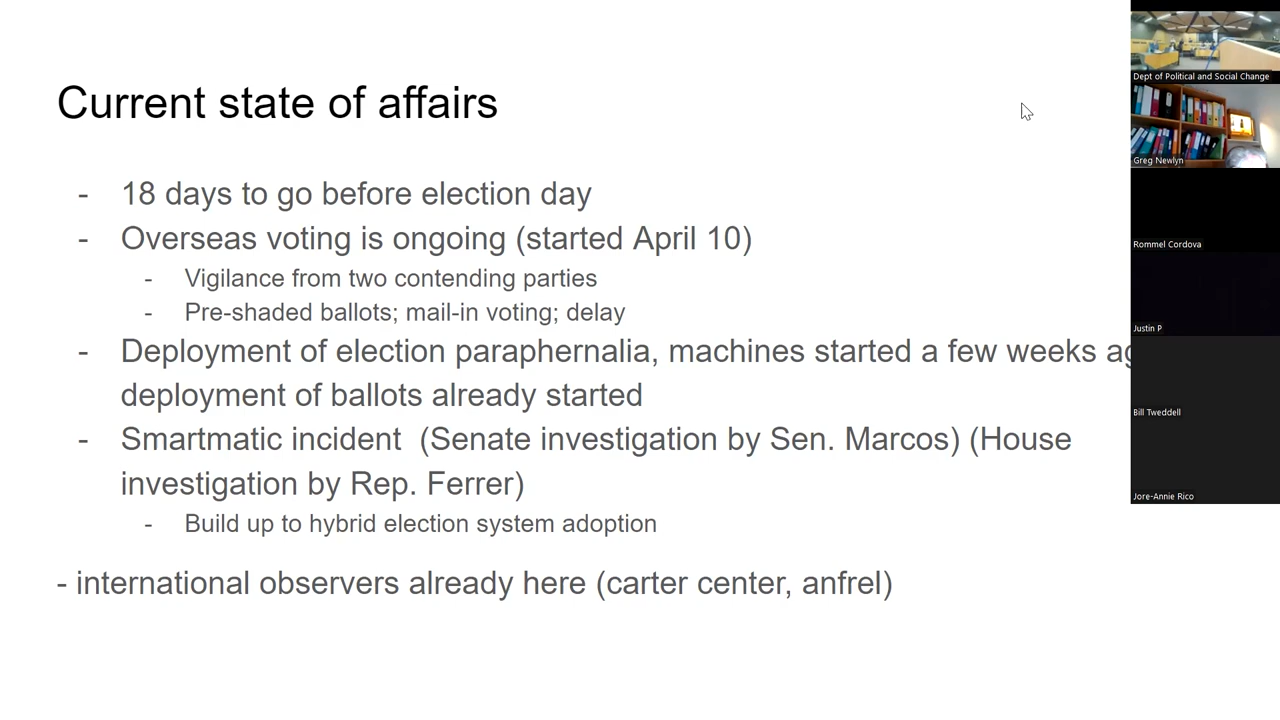 Current state of affairs
- 18 days to go before election day
- Overseas voting is ongoing (started April 10)
- Vigilance from two contending parties
- Pre-shaded ballots; mail-in voting; delay
- Deployment of election paraphernalia, machines started a few weeks
deployment of ballots already started
- Smartmatic incident (Senate investigation by Sen. Marcos) (House
investigation by Rep. Ferrer)
- Build up to hybrid election system adoption
- international observers already here (carter center, anfrel)
Dept of Political and Social Change
Greg Newlyn
Rommel Cordova
Justin P
Bill Tweddell
Jore-Annie Rico